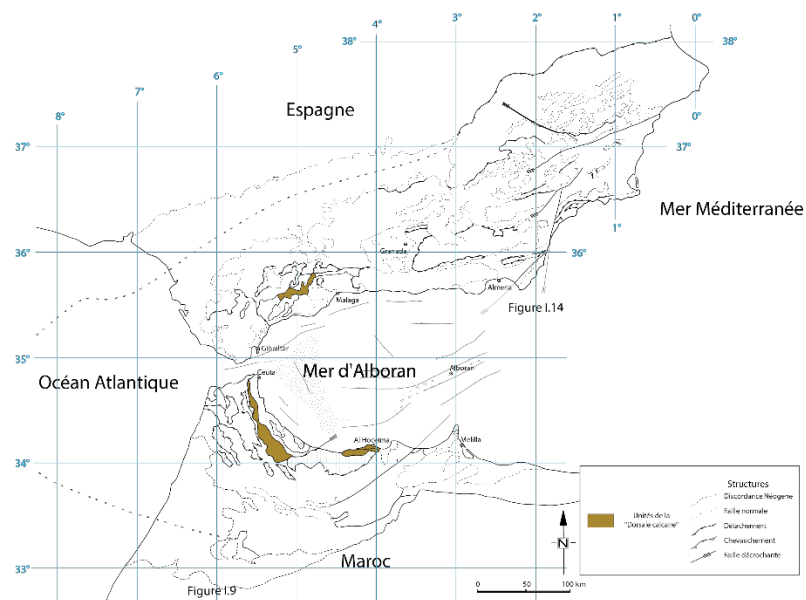 4° 3° 2° 1°
5° 38° 38°
6°
7° 0°
8° Espagne
37° 37°
Mer Méditerranée
1°
Granada
36° 36°
Almeria
Malaga
Figure I.14
Gibraltar
35°
Ceuta
Mer d'Alboran
Alboran
Océan Atlantique
Al Hoceima
Melilla
34°
Structures
Discordance Néogene
Unités de la
"Dorsale calcaire"
Faille normale
Détachement
Chevauchement
Faille décrochante
N
Maroc
33°
Figure I.9
0 50 100 km